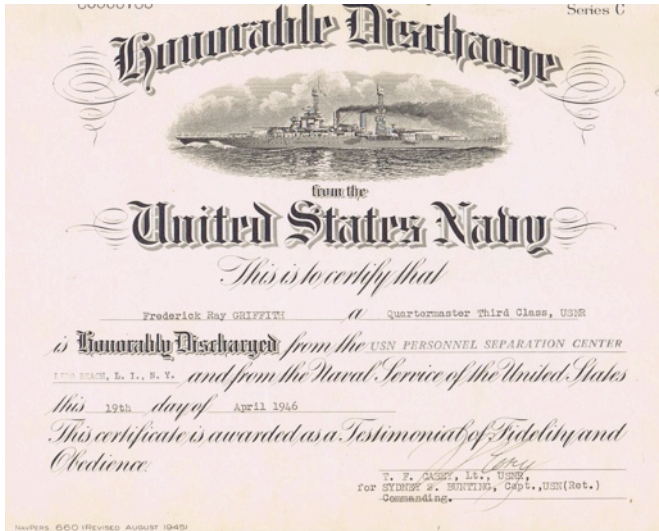 Series C
Honorable Discharge
from the
United States Navy
This is to certify that
Frederick Ray GRIFFITH a Quartermaster Third Class, USNR
is Honorably Discharged from the USN PERSONNEL SEPARATION CENTER
BEACH, L. I., N. Y. and from the Naval Service of the United States
this 19th day of April 1946
This certificate is awarded as a Testimonial of Fidelity and
Obedience.
T. F. CASEY, Lt., USNR,
for SYDNEY F. BUNTING, Capt.,USN(Ret.)
Commanding.
NAVPERS. 660 (REVISED AUGUST 1945)